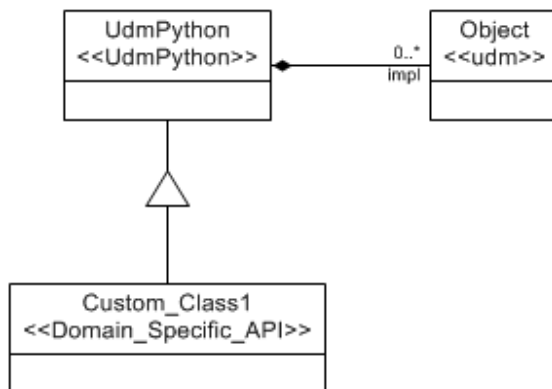 UdmPython
<<UdmPython>>
0..*
impl
Object
<<udm>>
Custom_Class1
<<Domain_Specific_API>>